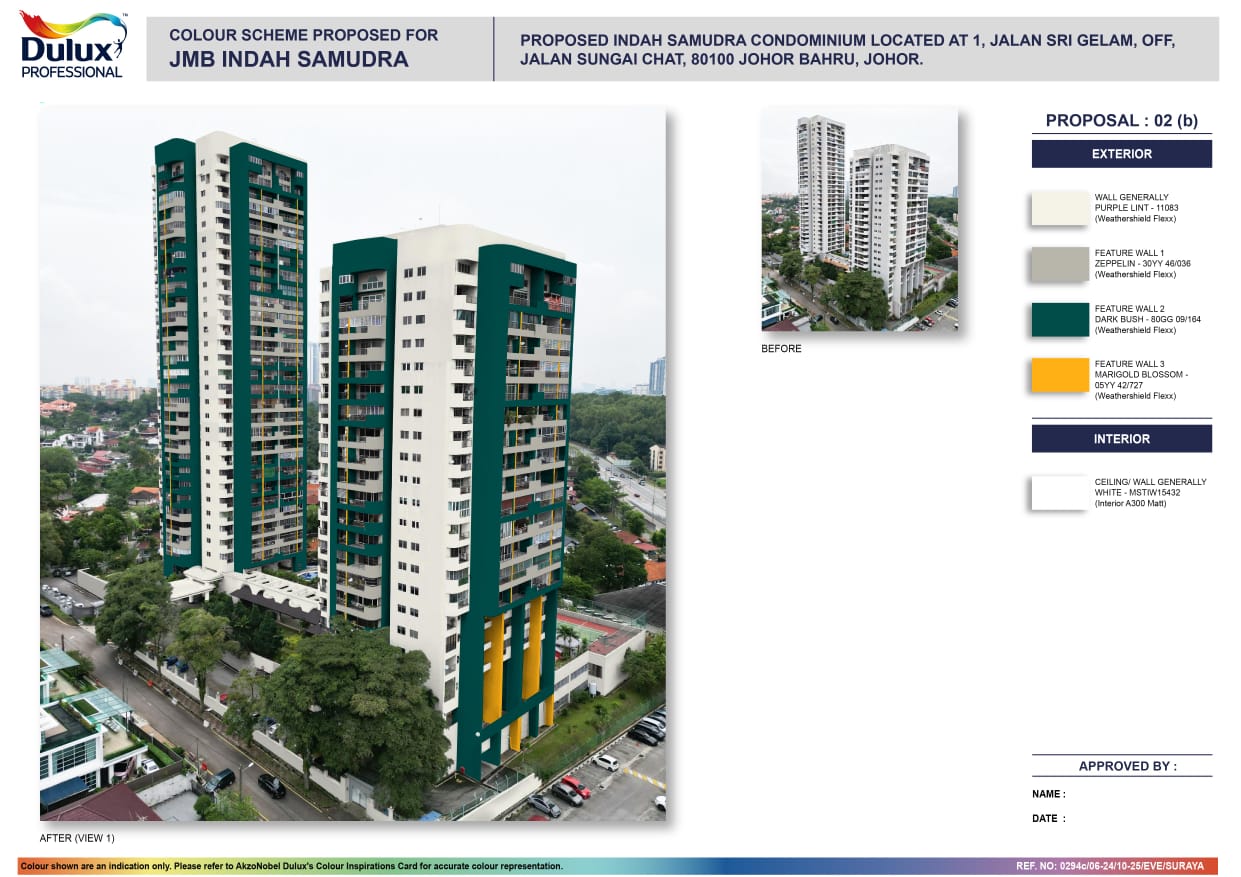 Dulux
TM
PROFESSIONAL
COLOUR SCHEME PROPOSED FOR
JMB INDAH SAMUDRA
PROPOSED INDAH SAMUDRA CONDOMINIUM LOCATED AT 1, JALAN SRI GELAM, OFF,
JALAN SUNGAI CHAT, 80100 JOHOR BAHRU, JOHOR.
AFTER (VIEW 1)
BEFORE
PROPOSAL : 02 (b)
EXTERIOR
WALL GENERALLY
PURPLE LINT - 11083
(Weathershield Flexx)
FEATURE WALL 1
ZEPPELIN - 30YY 46/036
(Weathershield Flexx)
FEATURE WALL 2
DARK BUSH - 80GG 09/164
(Weathershield Flexx)
FEATURE WALL 3
MARIGOLD BLOSSOM -
05YY 42/727
(Weathershield Flexx)
INTERIOR
CEILING/ WALL GENERALLY
WHITE - MSTIW15432
(Interior A300 Matt)
APPROVED BY :
NAME :
DATE :
Colour shown are an indication only. Please refer to AkzoNobel Dulux's Colour Inspirations Card for accurate colour representation.
REF. NO: 0294c/06-24/10-25/EVE/SURAYA